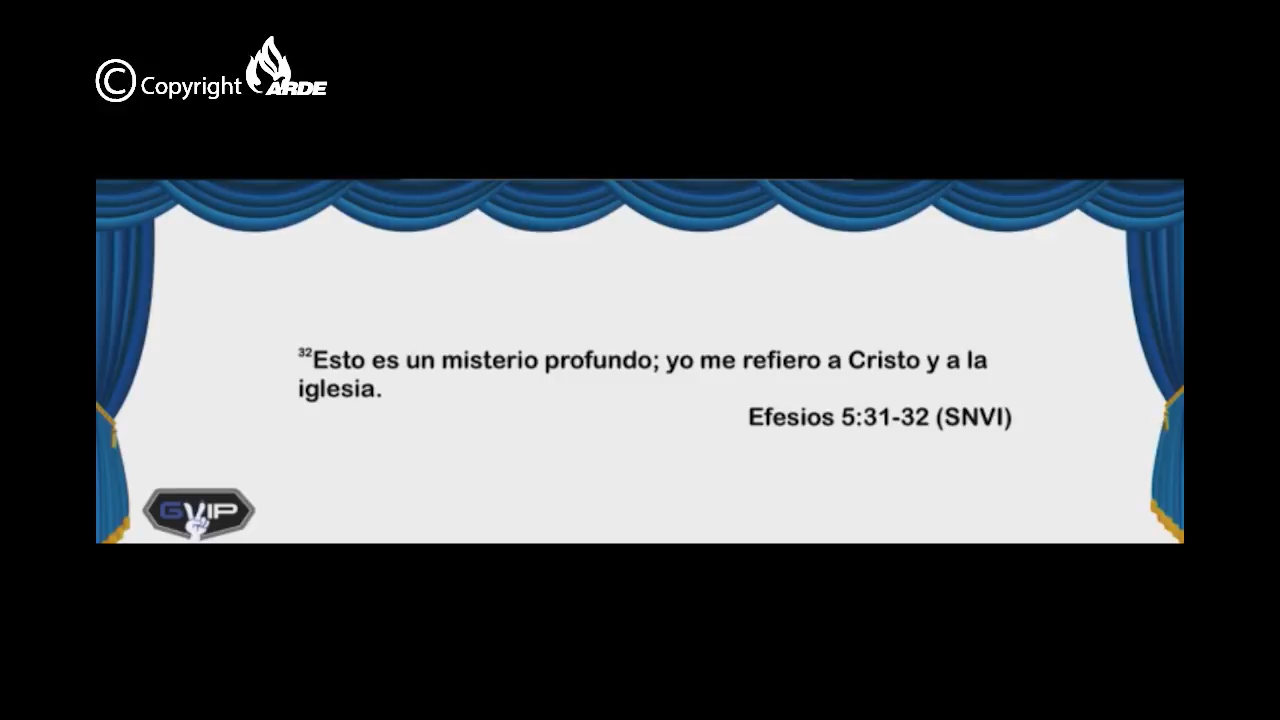 © Copyright ARDE
³²Esto es un misterio profundo; yo me refiero a Cristo y a la
iglesia.
Efesios 5:31-32 (SNVI)
GVIP